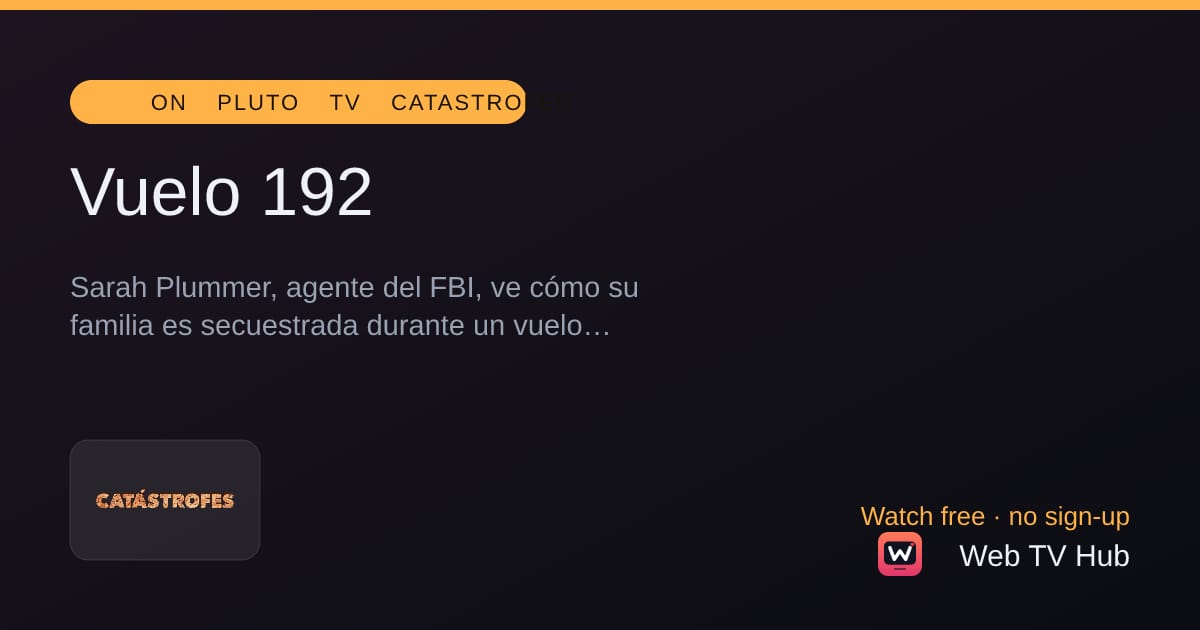 ON PLUTO TV CATASTROFES
Vuelo 192
Sarah Plummer, agente del FBI, ve cómo su
familia es secuestrada durante un vuelo…
CATÁSTROFES
Watch free · no sign-up
W
Web TV Hub